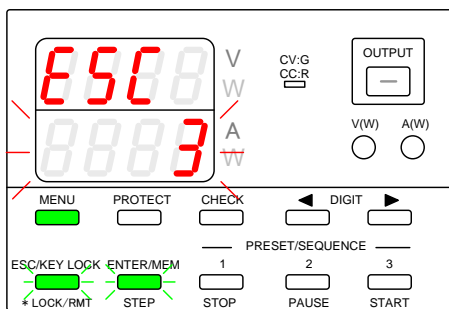 ESC
V
W
3
A
W
CV:G
CC:R
OUTPUT
V(W) A(W)
MENU PROTECT CHECK ◀ DIGIT ▶
PRESET/SEQUENCE
ESC/KEY LOCK ENTER/MEM 1 2 3
* LOCK/RMT STEP STOP PAUSE START